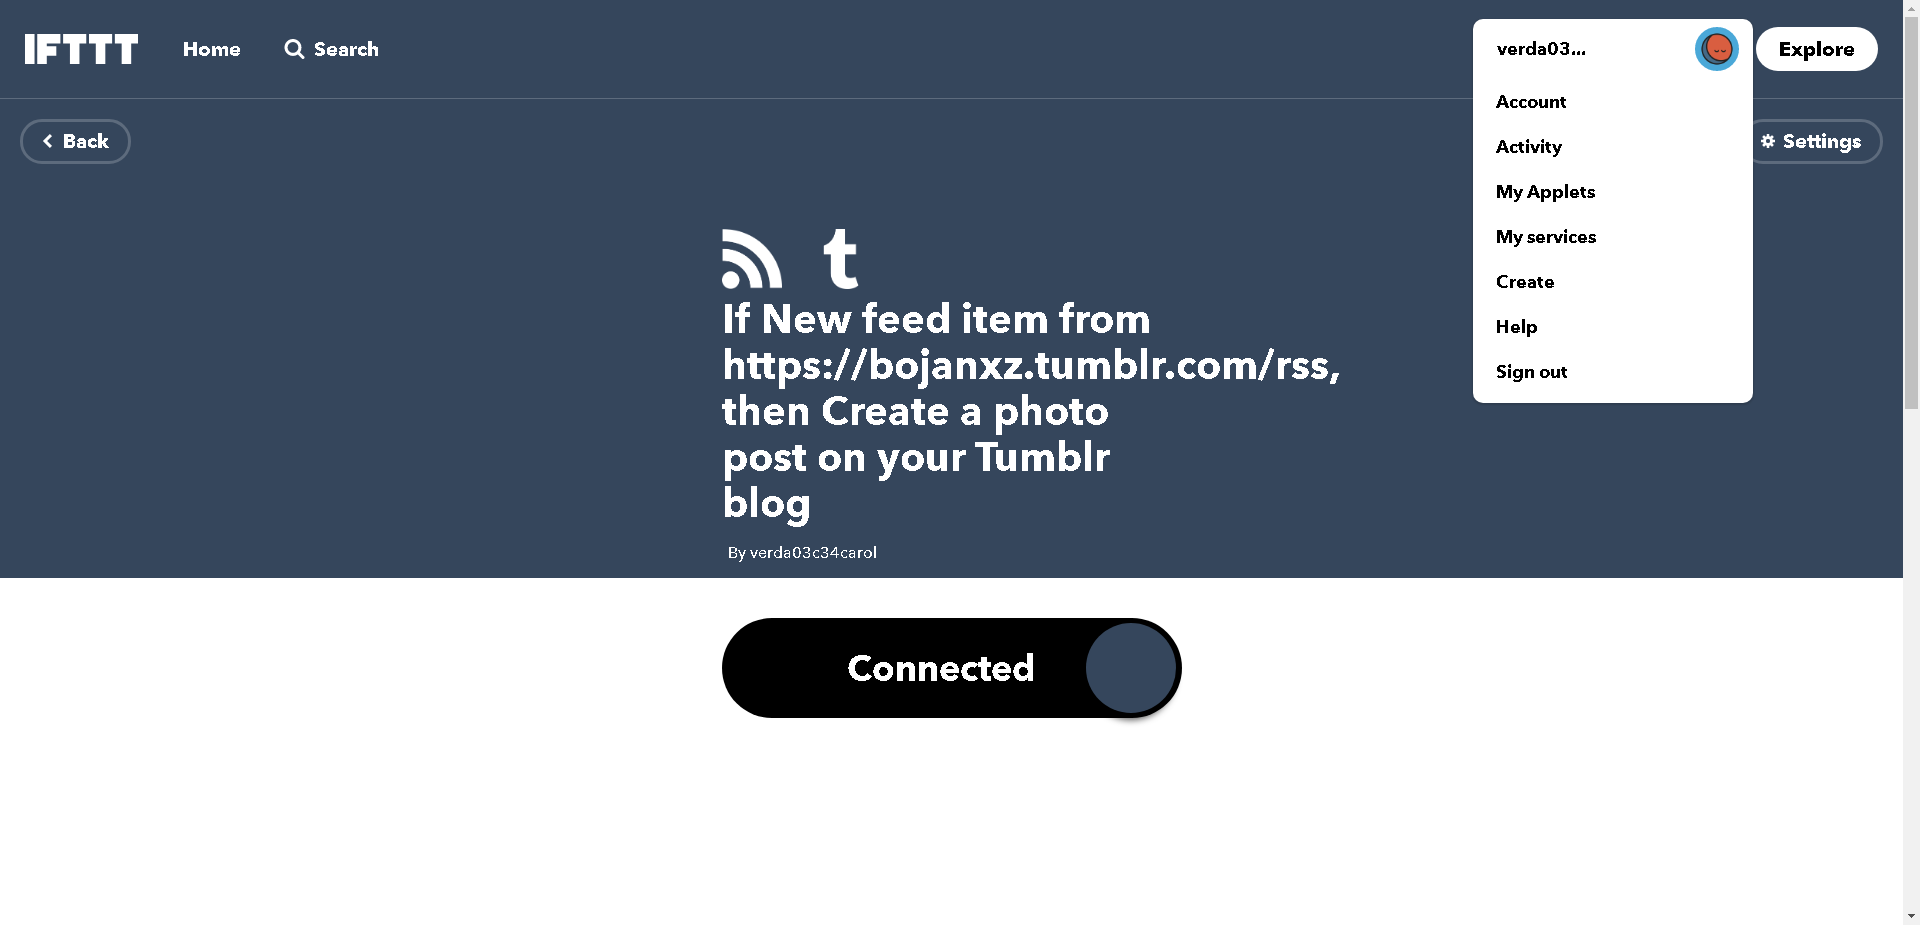 IFTTT
Home
Search
verda03...
Explore
Account
Activity
My Applets
My services
Create
Help
Sign out
Back
Settings
If New feed item from
https://bojanxz.tumblr.com/rss,
then Create a photo
post on your Tumblr
blog
By verda03c34carol
Connected